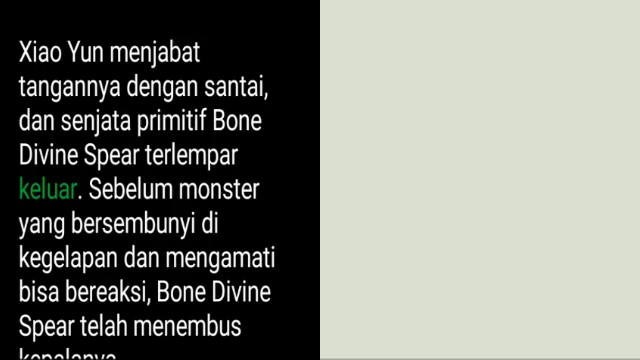 Xiao Yun menjabat
tangannya dengan santai,
dan senjata primitif Bone
Divine Spear terlempar
keluar. Sebelum monster
yang bersembunyi di
kegelapan dan mengamati
bisa bereaksi, Bone Divine
Spear telah menembus
kepalanya